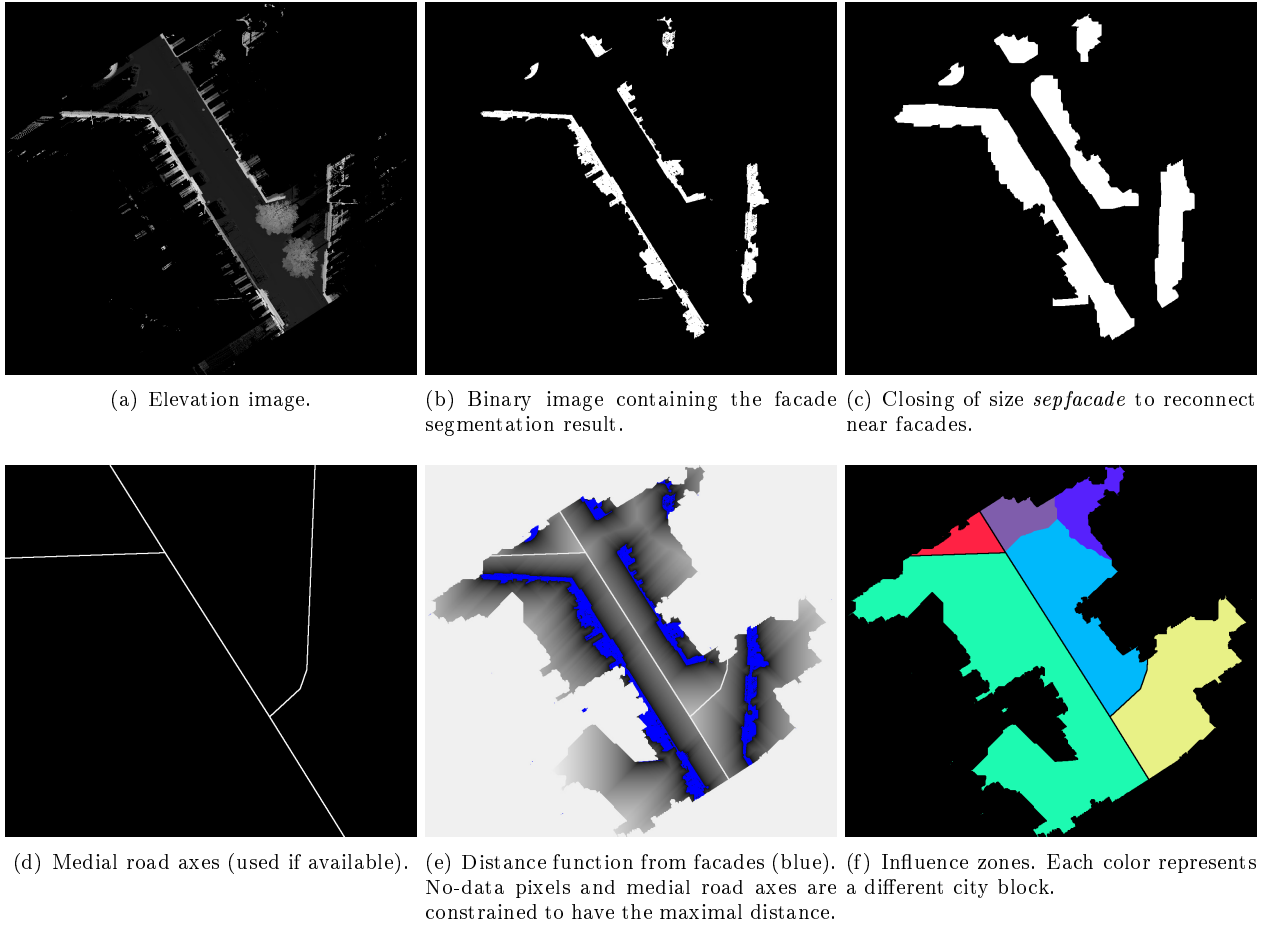 (a) Elevation image.
(b) Binary image containing the facade
segmentation result.
(c) Closing of size sepfacade to reconnect
near facades.
(d) Medial road axes (used if available).
(e) Distance function from facades (blue).
No-data pixels and medial road axes are
constrained to have the maximal distance.
(f) Influence zones. Each color represents
a different city block.